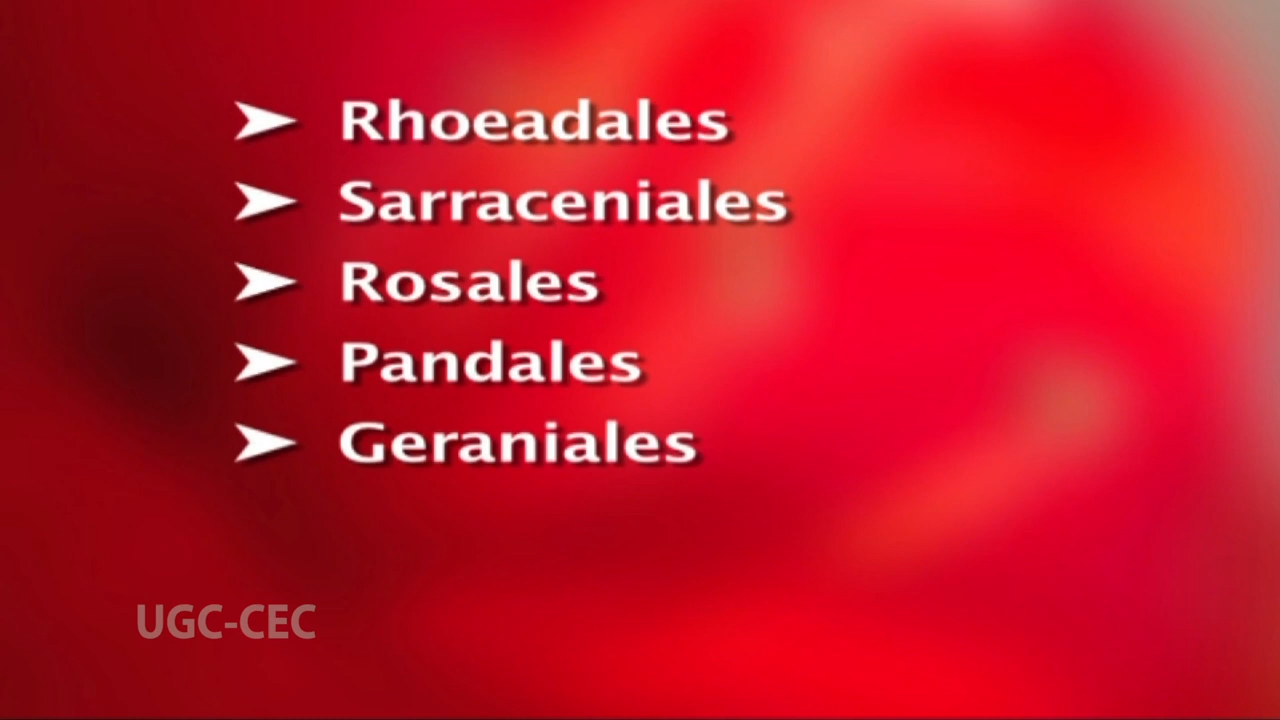 Rhoeadales
Sarraceniales
Rosales
Pandales
Geraniales
UGC-CEC